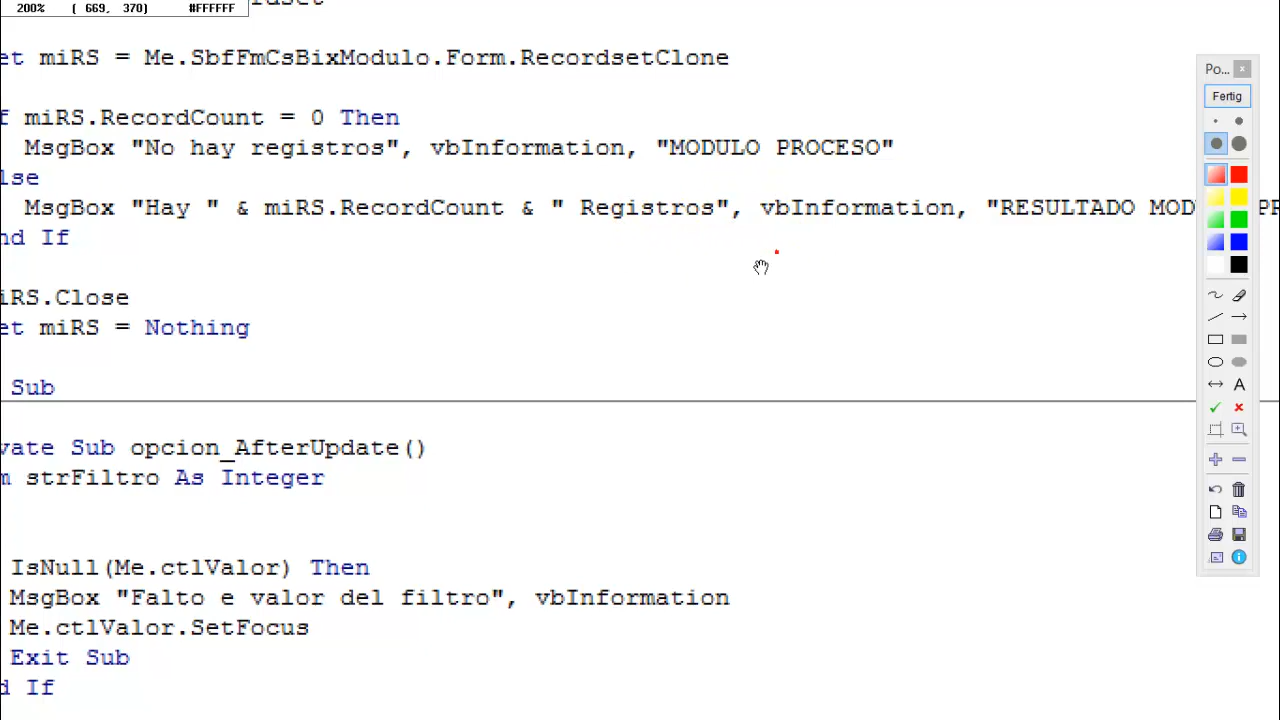 200% ( 669, 370) #FFFFFF
et miRS = Me.SbfFmCsBixModulo.Form.RecordsetClone
f miRS.RecordCount = 0 Then
MsgBox "No hay registros", vbInformation, "MODULO PROCESO"
lse
MsgBox "Hay " & miRS.RecordCount & " Registros", vbInformation, "RESULTADO MOD
nd If
iRS.Close
et miRS = Nothing
Sub
vate Sub opcion_AfterUpdate()
m strFiltro As Integer
IsNull(Me.ctlValor) Then
MsgBox "Falto e valor del filtro", vbInformation
Me.ctlValor.SetFocus
Exit Sub
d If
Po...
Fertig
A